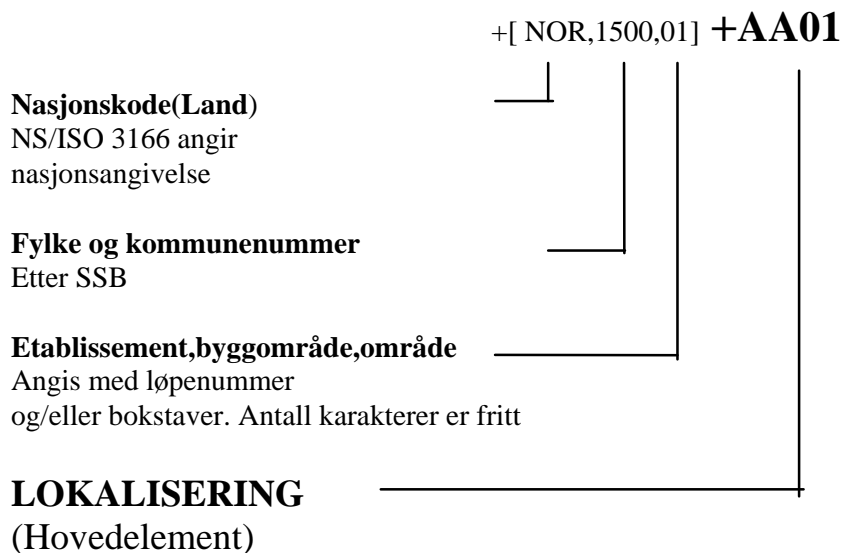 +[ NOR,1500,01] +AA01
Nasjonskode(Land)
NS/ISO 3166 angir
nasjonsangivelse
Fylke og kommunenummer
Etter SSB
Etablissement,byggområde,område
Angis med løpenummer
og/eller bokstaver. Antall karakterer er fritt
LOKALISERING
(Hovedelement)